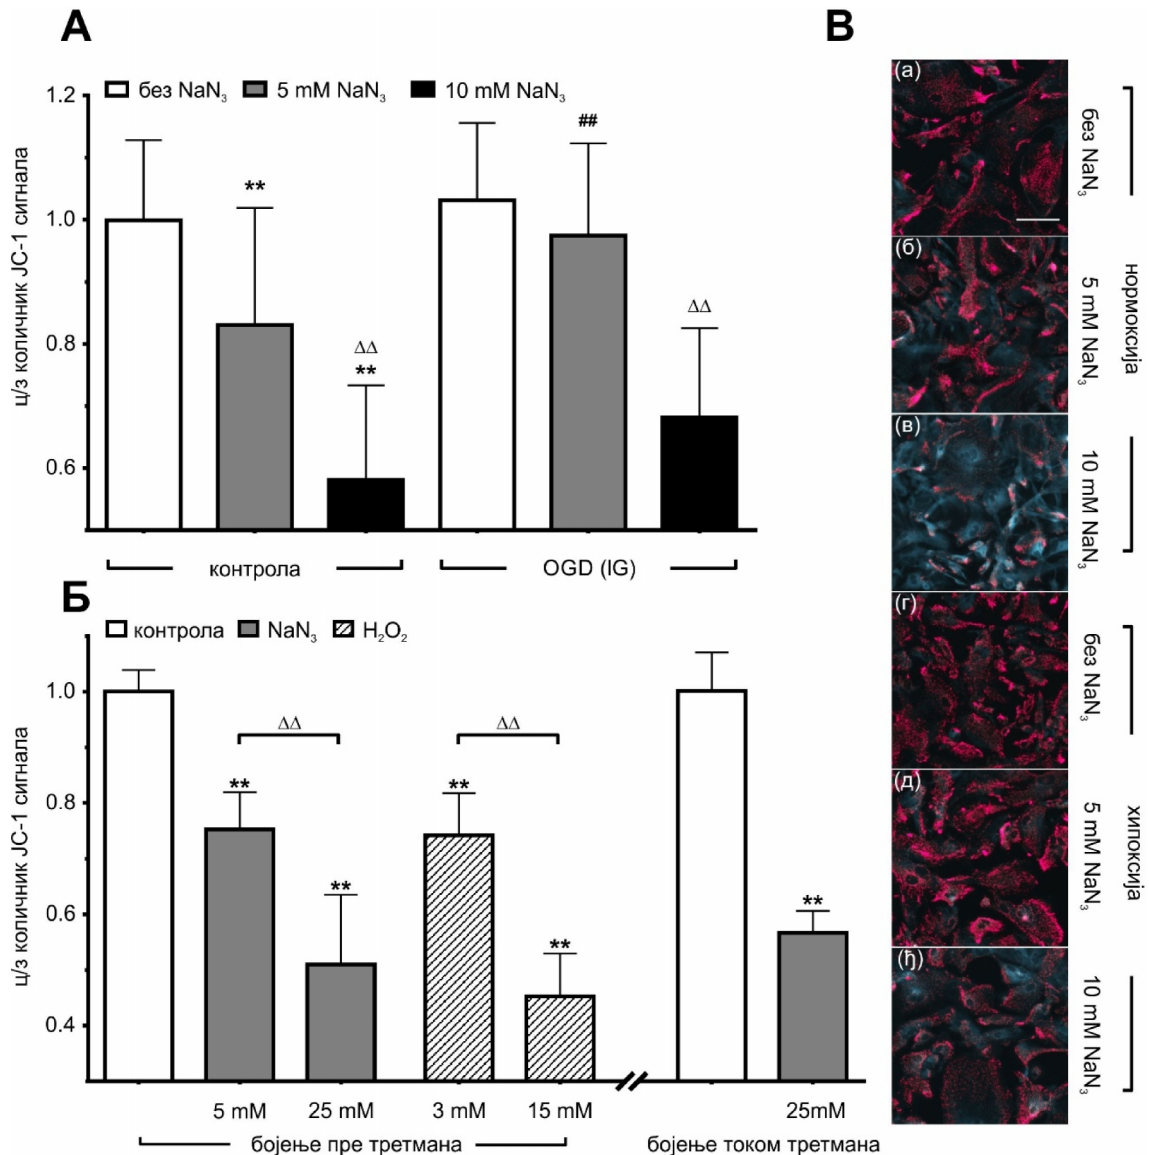 А
без NaN₃ 5 mM NaN₃ 10 mM NaN₃
ц/з количник JC-1 сигнала
1.2
1.0
0.8
0.6
**
ΔΔ
**
##
ΔΔ
контрола OGD (IG)
Б
контрола NaN₃ H₂O₂
ц/з количник JC-1 сигнала
1.0
0.8
0.6
0.4
ΔΔ ΔΔ
** **
** **
**
5 mM 25 mM 3 mM 15 mM 25mM
бојење пре третмана бојење током третмана
В
(а)
без NaN₃
(б)
5 mM NaN₃
(в)
10 mM NaN₃
нормоксија
(г)
без NaN₃
(д)
5 mM NaN₃
(ђ)
10 mM NaN₃
хипоксија